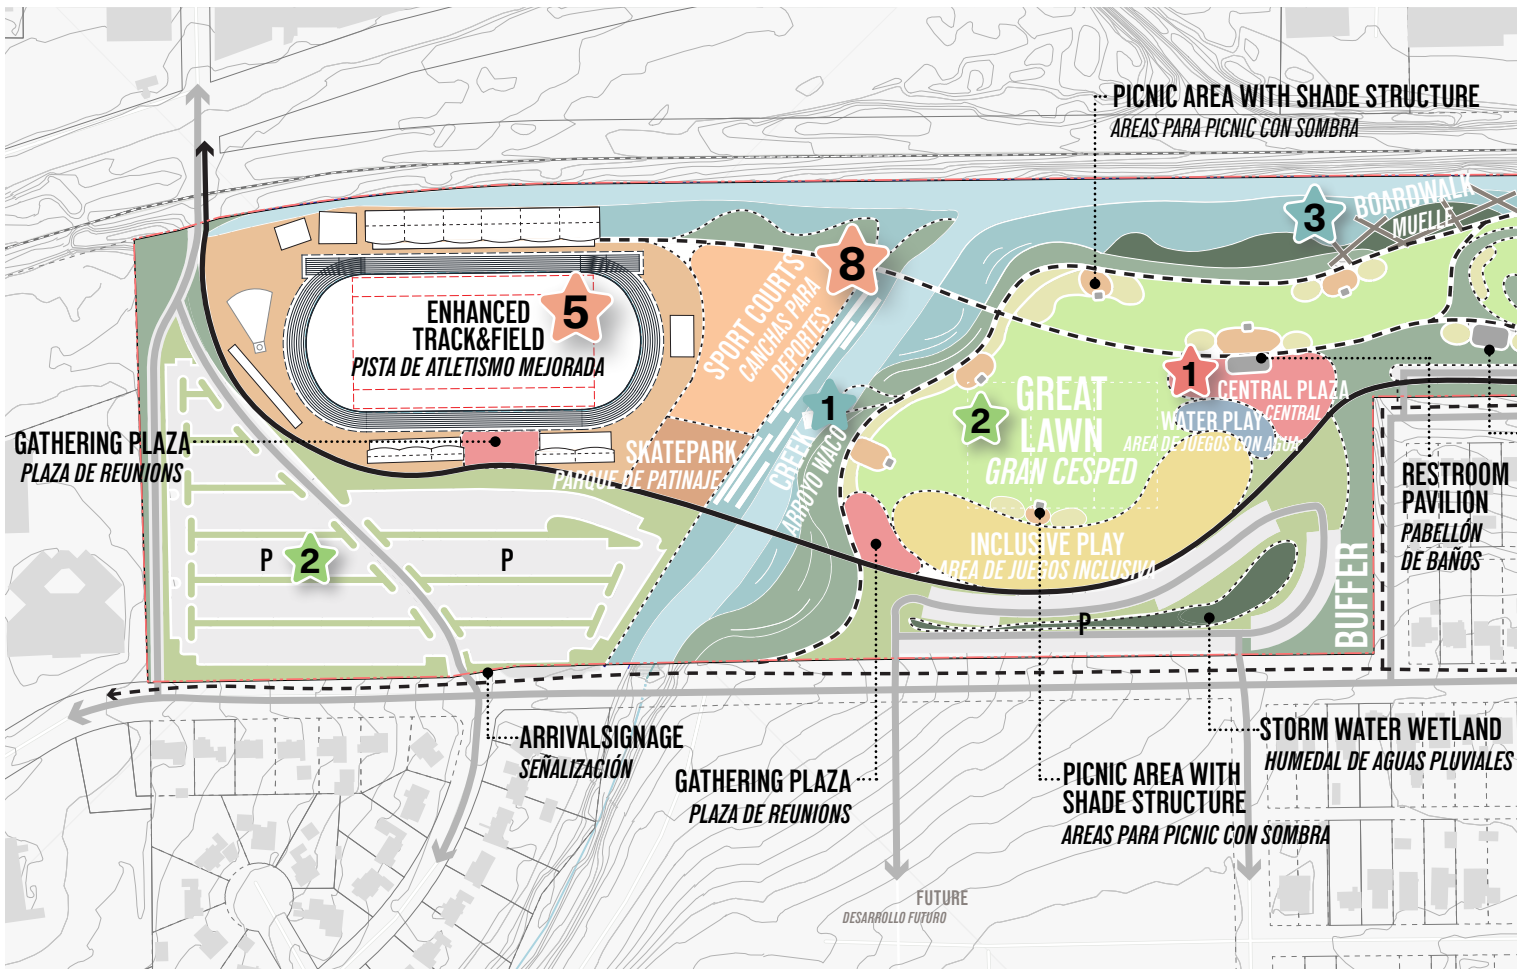 PICNIC AREA WITH SHADE STRUCTURE
AREAS PARA PICNIC CON SOMBRA
BOARDWALK
MUELLE
3
8
SPORT COURTS
CANCHAS PARA
DEPORTES
5
ENHANCED
TRACK&FIELD
PISTA DE ATLETISMO MEJORADA
1
CENTRAL PLAZA
CENTRAL
GREAT
LAWN
GRAN CESPED
2
WATER PLAY
AREA DE JUEGOS CON AGUA
1
CREEK
ARROYO WACO
GATHERING PLAZA
PLAZA DE REUNIONS
SKATEPARK
PARQUE DE PATINAJE
RESTROOM
PAVILION
PABELLÓN
DE BAÑOS
INCLUSIVE PLAY
AREA DE JUEGOS INCLUSIVA
P
2
P
BUFFER
P
ARRIVALSIGNAGE
SEÑALIZACIÓN
GATHERING PLAZA
PLAZA DE REUNIONS
PICNIC AREA WITH
SHADE STRUCTURE
AREAS PARA PICNIC CON SOMBRA
STORM WATER WETLAND
HUMEDAL DE AGUAS PLUVIALES
FUTURE
DESARROLLO FUTURO